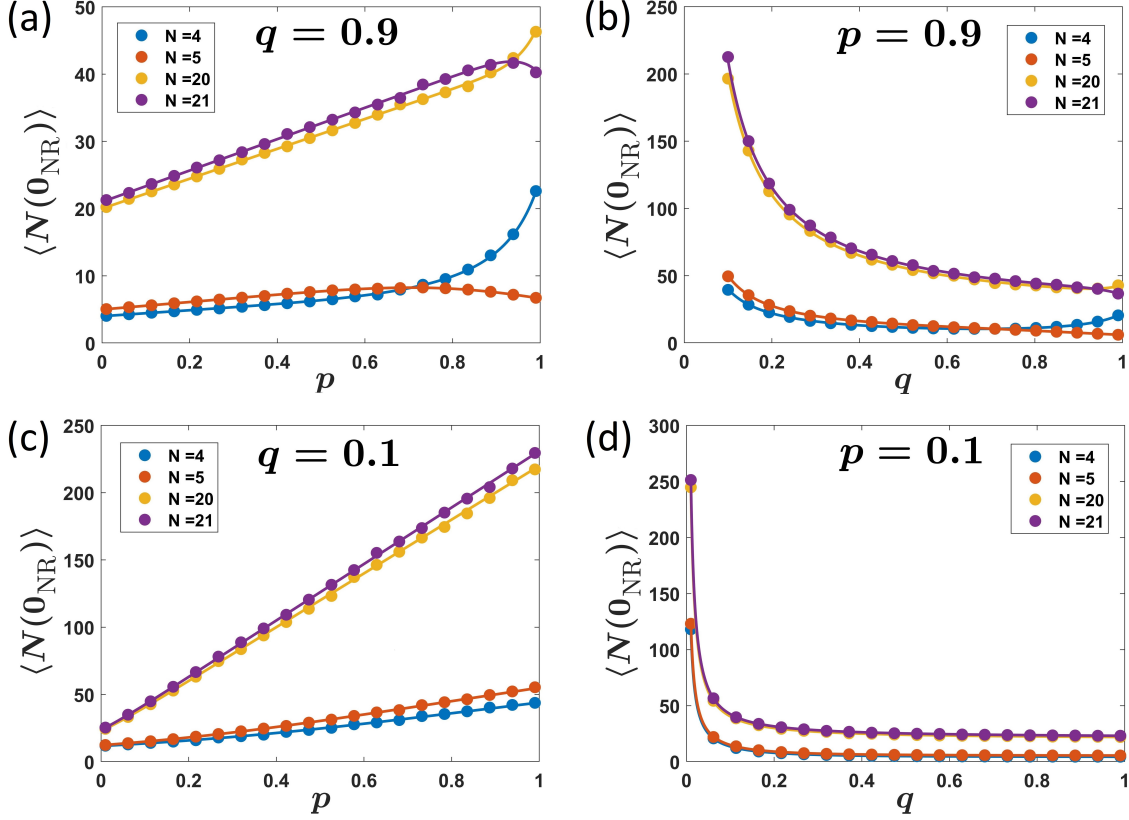 (a)
q = 0.9
N =4
N =5
N =20
N =21
50
40
30
20
10
0
⟨N(0_NR)⟩
0 0.2 0.4 0.6 0.8 1
p
(b)
p = 0.9
N =4
N =5
N =20
N =21
250
200
150
100
50
0
⟨N(0_NR)⟩
0 0.2 0.4 0.6 0.8 1
q
(c)
q = 0.1
N =4
N =5
N =20
N =21
250
200
150
100
50
0
⟨N(0_NR)⟩
0 0.2 0.4 0.6 0.8 1
p
(d)
p = 0.1
N =4
N =5
N =20
N =21
300
250
200
150
100
50
0
⟨N(0_NR)⟩
0 0.2 0.4 0.6 0.8 1
q